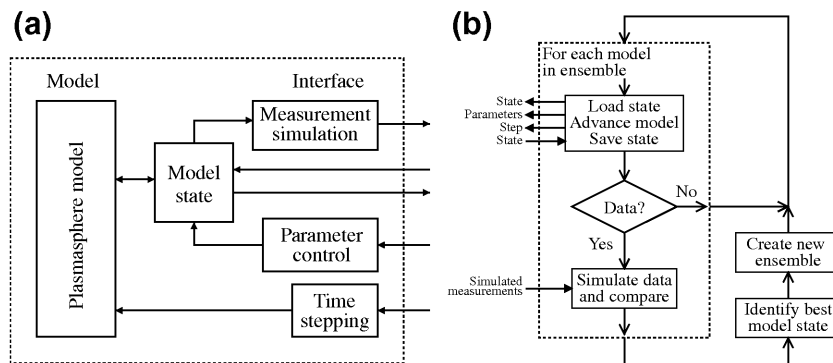 (a)
Model
Interface
Plasmasphere model
Measurement
simulation
Model
state
Parameter
control
Time
stepping
(b)
For each model
in ensemble
State
Parameters
Step
State
Load state
Advance model
Save state
Data?
No
Yes
Simulated
measurements
Simulate data
and compare
Create new
ensemble
Identify best
model state